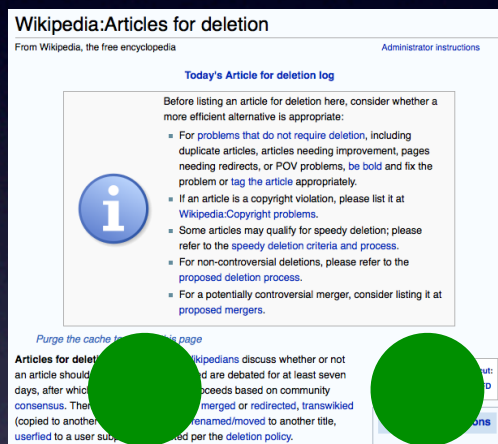 Wikipedia:Articles for deletion
From Wikipedia, the free encyclopedia
Administrator instructions
Today's Article for deletion log
Before listing an article for deletion here, consider whether a
more efficient alternative is appropriate:
For problems that do not require deletion, including
duplicate articles, articles needing improvement, pages
needing redirects, or POV problems, be bold and fix the
problem or tag the article appropriately.
If an article is a copyright violation, please list it at
Wikipedia:Copyright problems.
Some articles may qualify for speedy deletion; please
refer to the speedy deletion criteria and process.
For non-controversial deletions, please refer to the
proposed deletion process.
For a potentially controversial merger, consider listing it at
proposed mergers.
Purge the cache page
Articles for Wikipedians discuss whether or not
an article should are debated for at least seven
days, after based on community
consensus. merged or redirected, transwikied
(copied to another renamed/moved to another title,
userfied to a user per the deletion policy.